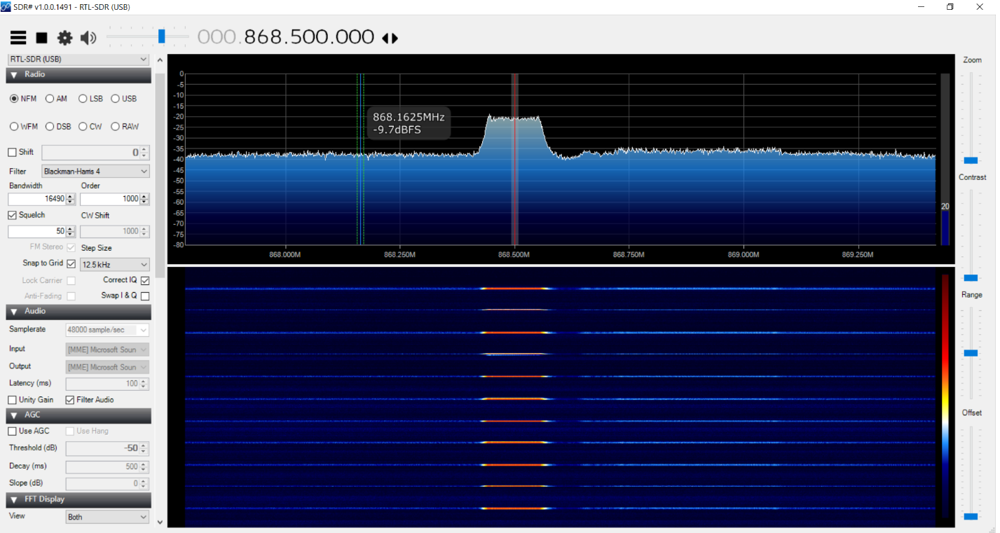 SDR# v1.0.0.1491 - RTL-SDR (USB)
000.868.500.000
RTL-SDR (USB)
Radio
NFM AM LSB USB
WFM DSB CW RAW
Shift 0
Filter Blackman-Harris 4
Bandwidth Order
16490 1000
Squelch CW Shift
50 1000
FM Stereo Step Size
Snap to Grid 12.5 kHz
Lock Carrier Correct IQ
Anti-Fading Swap I & Q
Audio
Samplerate 48000 sample/sec
Input [MME] Microsoft Soun
Output [MME] Microsoft Soun
Latency (ms) 100
Unity Gain Filter Audio
AGC
Use AGC Use Hang
Threshold (dB) -50
Decay (ms) 500
Slope (dB) 0
FFT Display
View Both
0
-5
-10
-15
-20
-25
-30
-35
-40
-45
-50
-55
-60
-65
-70
-75
-80
868.1625MHz
-9.7dBFS
20
868.000M 868.250M 868.500M 868.750M 869.000M 869.250M
Zoom
Contrast
Range
Offset